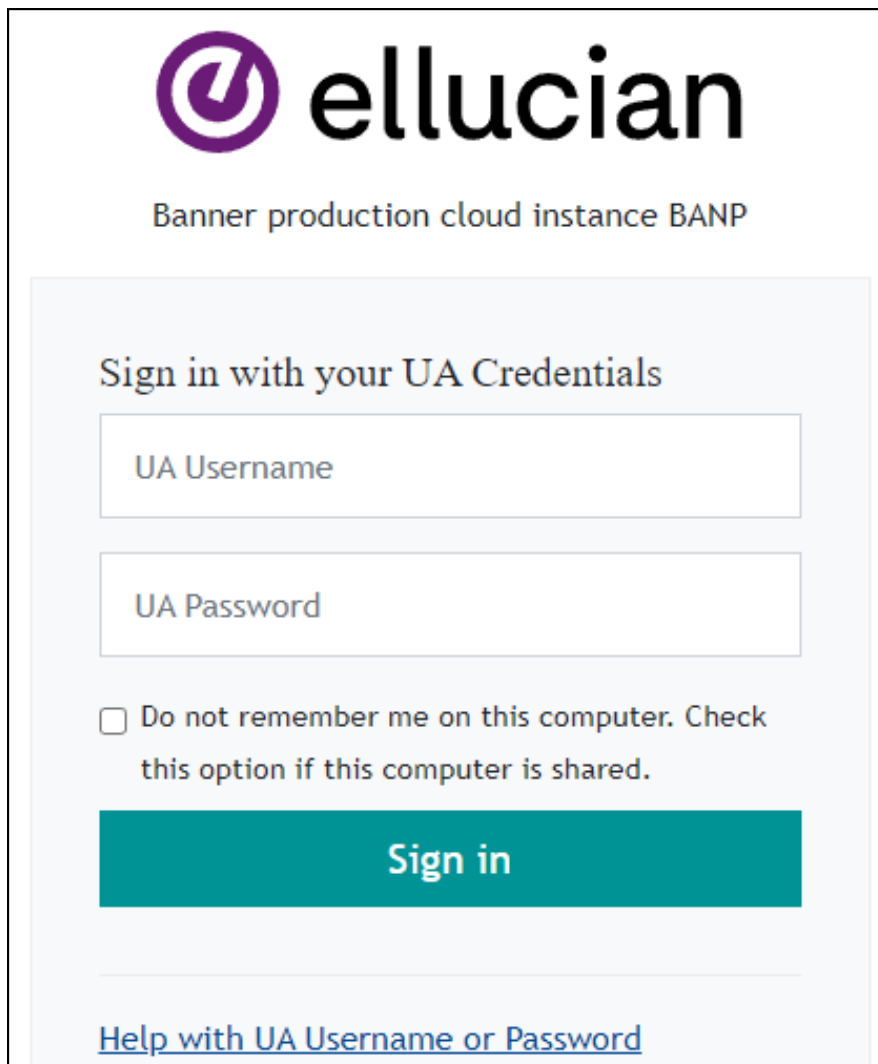 ellucian
Banner production cloud instance BANP
Sign in with your UA Credentials
UA Username
UA Password
Do not remember me on this computer. Check
this option if this computer is shared.
Sign in
Help with UA Username or Password